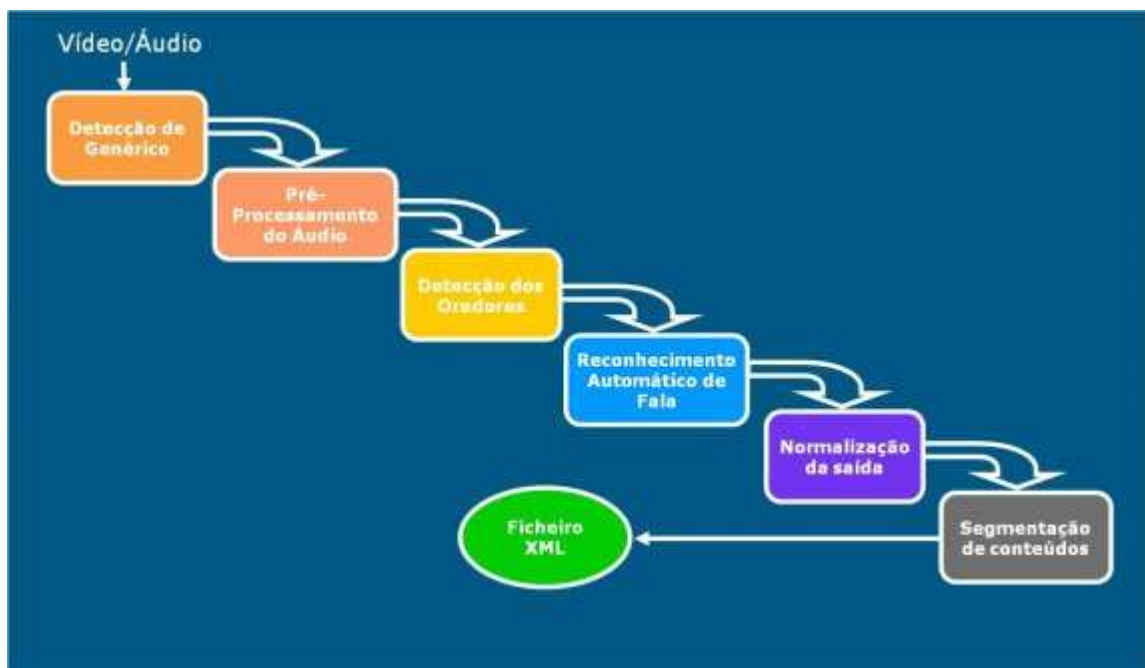 Vídeo/Áudio
Detecção de
Genérico
Pré-
Processamento
do Áudio
Detecção dos
Oradores
Reconhecimento
Automático de
Fala
Normalização
da saída
Segmentação
de conteúdos
Ficheiro
XML